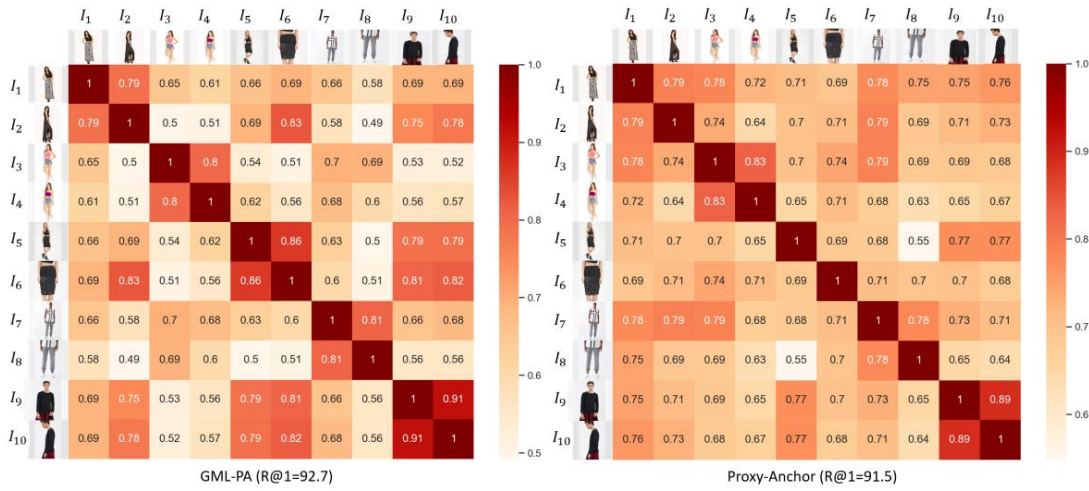 I1 I2 I3 I4 I5 I6 I7 I8 I9 I10
I1 1 0.79 0.65 0.61 0.66 0.69 0.66 0.58 0.69 0.69
I2 0.79 1 0.5 0.51 0.69 0.83 0.58 0.49 0.75 0.78
I3 0.65 0.5 1 0.8 0.54 0.51 0.7 0.69 0.53 0.52
I4 0.61 0.51 0.8 1 0.62 0.56 0.68 0.6 0.56 0.57
I5 0.66 0.69 0.54 0.62 1 0.86 0.63 0.5 0.79 0.79
I6 0.69 0.83 0.51 0.56 0.86 1 0.6 0.51 0.81 0.82
I7 0.66 0.58 0.7 0.68 0.63 0.6 1 0.81 0.66 0.68
I8 0.58 0.49 0.69 0.6 0.5 0.51 0.81 1 0.56 0.56
I9 0.69 0.75 0.53 0.56 0.79 0.81 0.66 0.56 1 0.91
I10 0.69 0.78 0.52 0.57 0.79 0.82 0.68 0.56 0.91 1
1.0
0.9
0.8
0.7
0.6
0.5
GML-PA (R@1=92.7)
I1 I2 I3 I4 I5 I6 I7 I8 I9 I10
I1 1 0.79 0.78 0.72 0.71 0.69 0.78 0.75 0.75 0.76
I2 0.79 1 0.74 0.64 0.7 0.71 0.79 0.69 0.71 0.73
I3 0.78 0.74 1 0.83 0.7 0.74 0.79 0.69 0.69 0.68
I4 0.72 0.64 0.83 1 0.65 0.71 0.68 0.63 0.65 0.67
I5 0.71 0.7 0.7 0.65 1 0.69 0.68 0.55 0.77 0.77
I6 0.69 0.71 0.74 0.71 0.69 1 0.71 0.7 0.7 0.68
I7 0.78 0.79 0.79 0.68 0.68 0.71 1 0.78 0.73 0.71
I8 0.75 0.69 0.69 0.63 0.55 0.7 0.78 1 0.65 0.64
I9 0.75 0.71 0.69 0.65 0.77 0.7 0.73 0.65 1 0.89
I10 0.76 0.73 0.68 0.67 0.77 0.68 0.71 0.64 0.89 1
1.0
0.9
0.8
0.7
0.6
Proxy-Anchor (R@1=91.5)